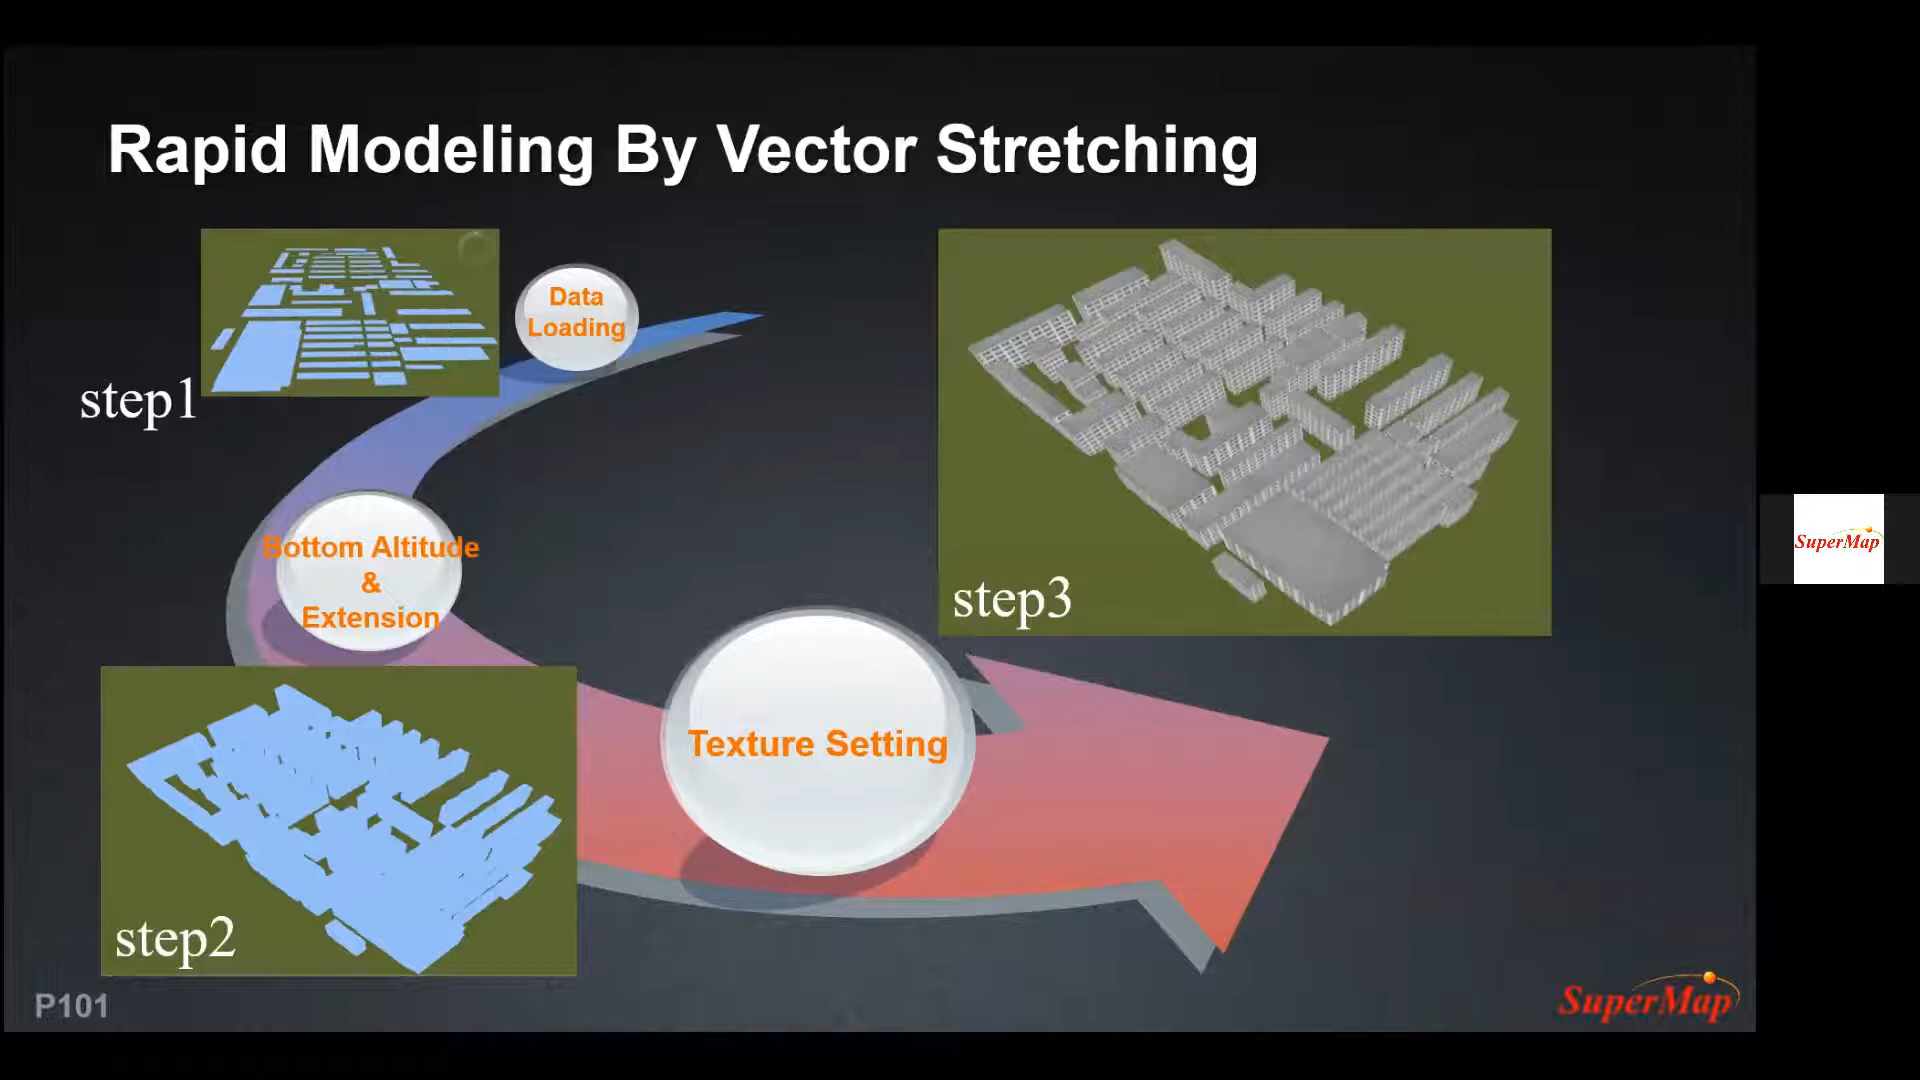 Rapid Modeling By Vector Stretching
Data
Loading
step1
Bottom Altitude
&
Extension
step2
Texture Setting
step3
SuperMap
P101
SuperMap